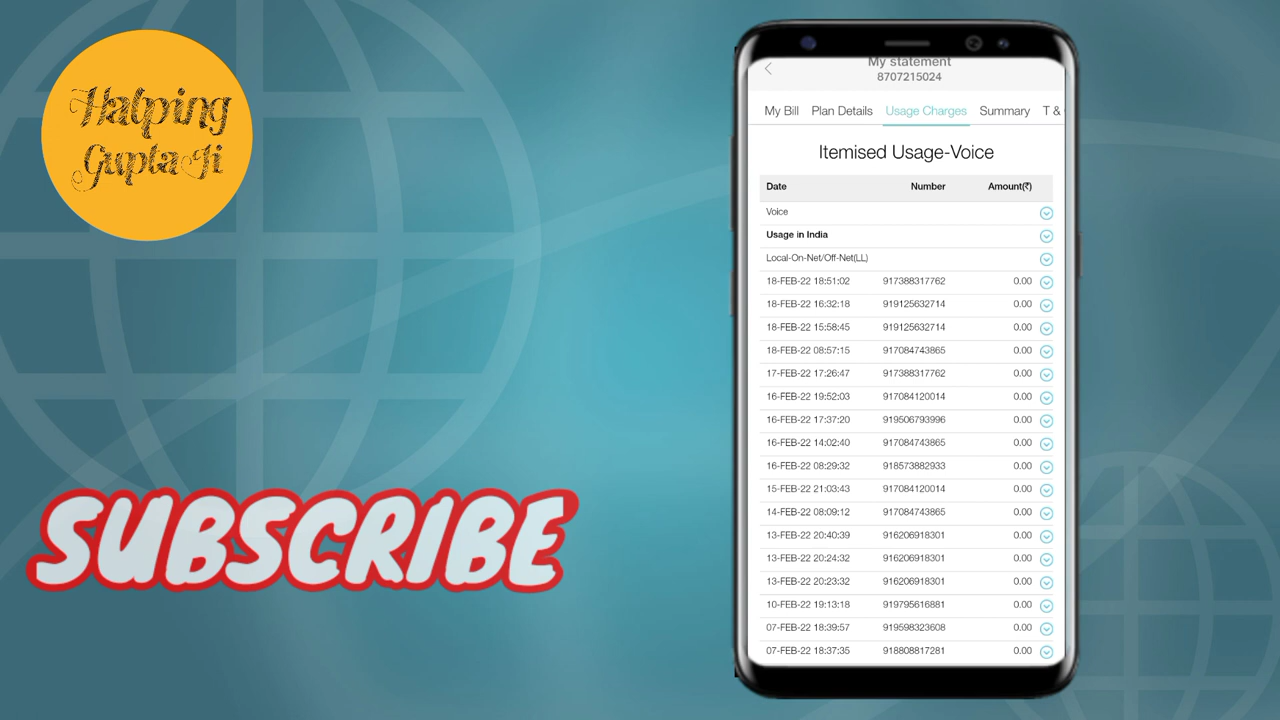 Halping
Gupta Ji
SUBSCRIBE
My statement
8707215024
My Bill Plan Details Usage Charges Summary T &
Itemised Usage-Voice
Date Number Amount(₹)
Voice
Usage in India
Local-On-Net/Off-Net(LL)
18-FEB-22 18:51:02 917388317762 0.00
18-FEB-22 16:32:18 919125632714 0.00
18-FEB-22 15:58:45 919125632714 0.00
18-FEB-22 08:57:15 917084743865 0.00
17-FEB-22 17:26:47 917388317762 0.00
16-FEB-22 19:52:03 917084120014 0.00
16-FEB-22 17:37:20 919506793996 0.00
16-FEB-22 14:02:40 917084743865 0.00
16-FEB-22 08:29:32 918573882933 0.00
15-FEB-22 21:03:43 917084120014 0.00
14-FEB-22 08:09:12 917084743865 0.00
13-FEB-22 20:40:39 916206918301 0.00
13-FEB-22 20:24:32 916206918301 0.00
13-FEB-22 20:23:32 916206918301 0.00
10-FEB-22 19:13:18 919795616881 0.00
07-FEB-22 18:39:57 919598323608 0.00
07-FEB-22 18:37:35 918808817281 0.00